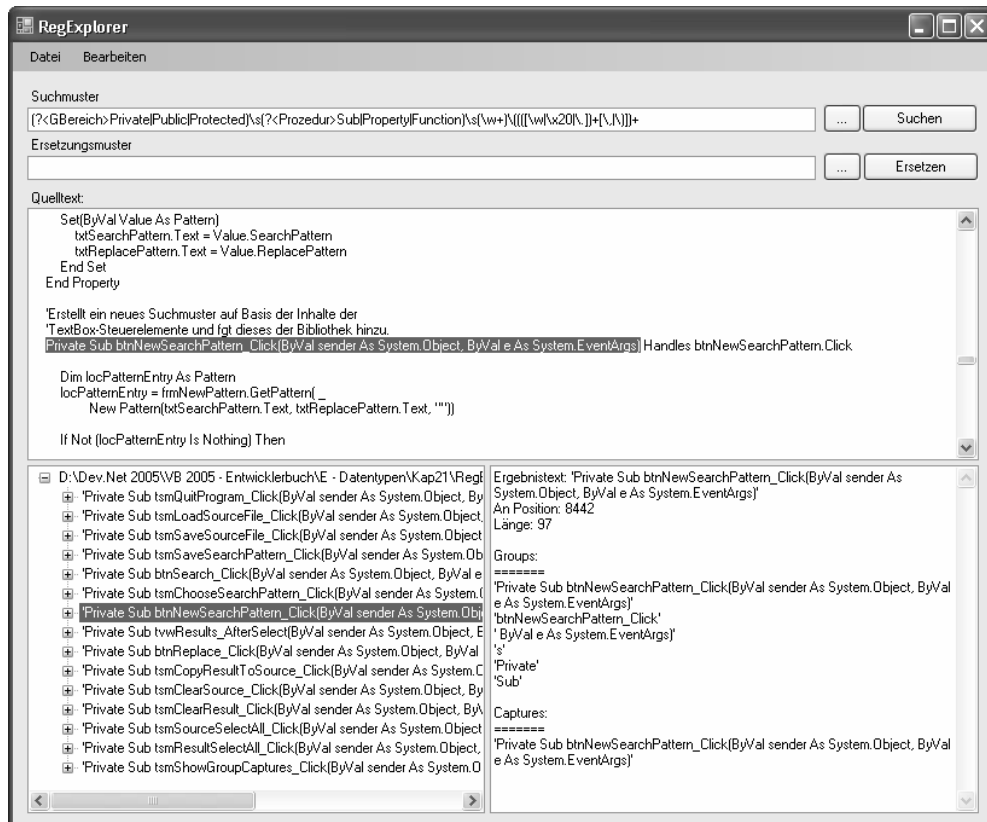 RegExplorer
Datei Bearbeiten
Suchmuster
(?<GBereich>Private|Public|Protected)\s(?<Prozedur>Sub|Property|Function)\s(\w+)\((([\w|\x20|\.])+[\,|\)])+
... Suchen
Ersetzungsmuster
... Ersetzen
Quelltext:
Set(ByVal Value As Pattern)
txtSearchPattern.Text = Value.SearchPattern
txtReplacePattern.Text = Value.ReplacePattern
End Set
End Property
'Erstellt ein neues Suchmuster auf Basis der Inhalte der
'TextBox-Steuerelemente und fgt dieses der Bibliothek hinzu.
Private Sub btnNewSearchPattern_Click(ByVal sender As System.Object, ByVal e As System.EventArgs) Handles btnNewSearchPattern.Click
Dim locPatternEntry As Pattern
locPatternEntry = frmNewPattern.GetPattern( _
New Pattern(txtSearchPattern.Text, txtReplacePattern.Text, ""))
If Not (locPatternEntry Is Nothing) Then
D:\Dev.Net 2005\VB 2005 - Entwicklerbuch\E - Datentypen\Kap21\RegE
'Private Sub tsmQuitProgram_Click(ByVal sender As System.Object, By
'Private Sub tsmLoadSourceFile_Click(ByVal sender As System.Object,
'Private Sub tsmSaveSourceFile_Click(ByVal sender As System.Object
'Private Sub tsmSaveSearchPattern_Click(ByVal sender As System.Ob
'Private Sub btnSearch_Click(ByVal sender As System.Object, ByVal e
'Private Sub tsmChooseSearchPattern_Click(ByVal sender As System.(
'Private Sub btnNewSearchPattern_Click(ByVal sender As System.Obj
'Private Sub tvwResults_AfterSelect(ByVal sender As System.Object, E
'Private Sub btnReplace_Click(ByVal sender As System.Object, ByVal
'Private Sub tsmCopyResultToSource_Click(ByVal sender As System.C
'Private Sub tsmClearSource_Click(ByVal sender As System.Object, By
'Private Sub tsmClearResult_Click(ByVal sender As System.Object, By\
'Private Sub tsmSourceSelectAll_Click(ByVal sender As System.Object
'Private Sub tsmResultSelectAll_Click(ByVal sender As System.Object,
'Private Sub tsmShowGroupCaptures_Click(ByVal sender As System.O
Ergebnistext: 'Private Sub btnNewSearchPattern_Click(ByVal sender As
System.Object, ByVal e As System.EventArgs)'
An Position: 8442
Länge: 97
Groups:
=======
'Private Sub btnNewSearchPattern_Click(ByVal sender As System.Object, ByVal
e As System.EventArgs)'
'btnNewSearchPattern_Click'
' ByVal e As System.EventArgs)'
's'
'Private'
'Sub'
Captures:
=======
'Private Sub btnNewSearchPattern_Click(ByVal sender As System.Object, ByVal
e As System.EventArgs)'